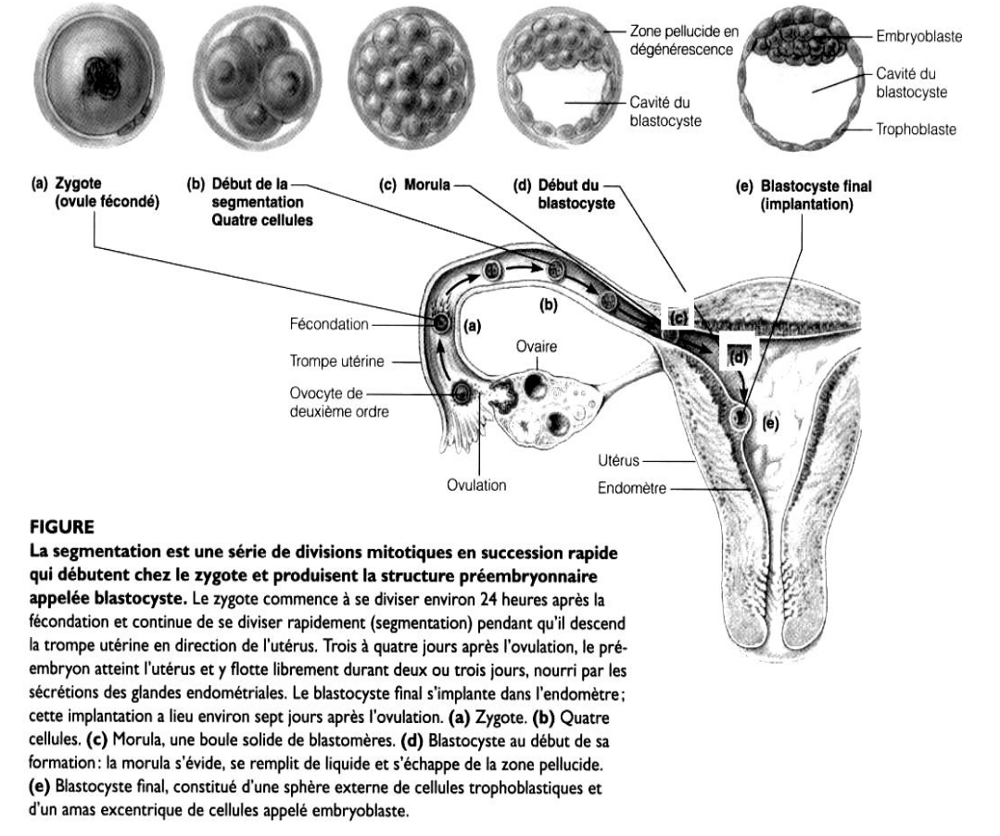 Zone pellucide en
dégénérescence
Cavité du
blastocyste
Embryoblaste
Cavité du
blastocyste
Trophoblaste
(a) Zygote
(ovule fécondé)
(b) Début de la
segmentation
Quatre cellules
(c) Morula
(d) Début du
blastocyste
(e) Blastocyste final
(implantation)
Fécondation
(a)
(b)
(c)
(d)
(e)
Trompe utérine
Ovaire
Ovocyte de
deuxième ordre
Ovulation
Utérus
Endomètre
FIGURE
La segmentation est une série de divisions mitotiques en succession rapide
qui débutent chez le zygote et produisent la structure préembryonnaire
appelée blastocyste. Le zygote commence à se diviser environ 24 heures après la
fécondation et continue de se diviser rapidement (segmentation) pendant qu'il descend
la trompe utérine en direction de l'utérus. Trois à quatre jours après l'ovulation, le pré-
embryon atteint l'utérus et y flotte librement durant deux ou trois jours, nourri par les
sécrétions des glandes endométriales. Le blastocyste final s'implante dans l'endomètre;
cette implantation a lieu environ sept jours après l'ovulation. (a) Zygote. (b) Quatre
cellules. (c) Morula, une boule solide de blastomères. (d) Blastocyste au début de sa
formation: la morula s'évide, se remplit de liquide et s'échappe de la zone pellucide.
(e) Blastocyste final, constitué d'une sphère externe de cellules trophoblastiques et
d'un amas excentrique de cellules appelé embryoblaste.